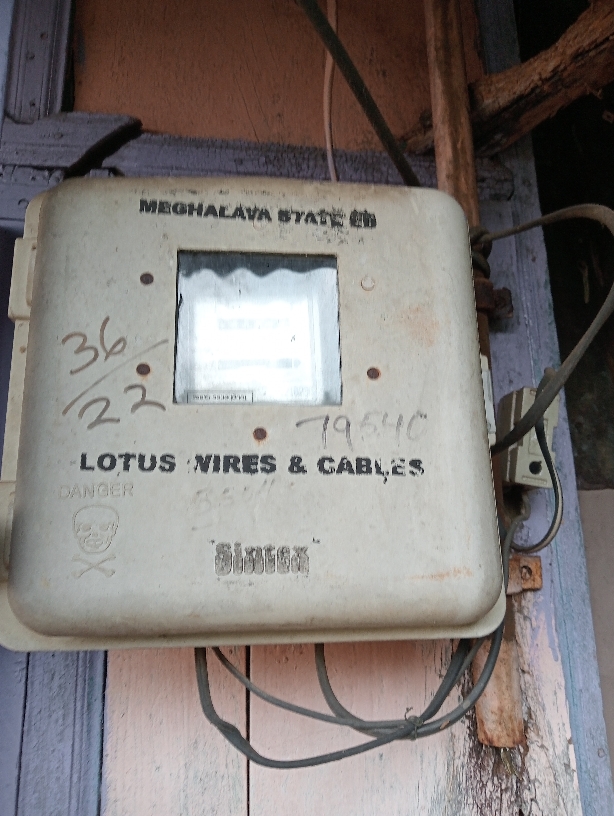 MEGHALAYA STATE EB
36/22
79540
LOTUS WIRES & CABLES
DANGER
Sintex